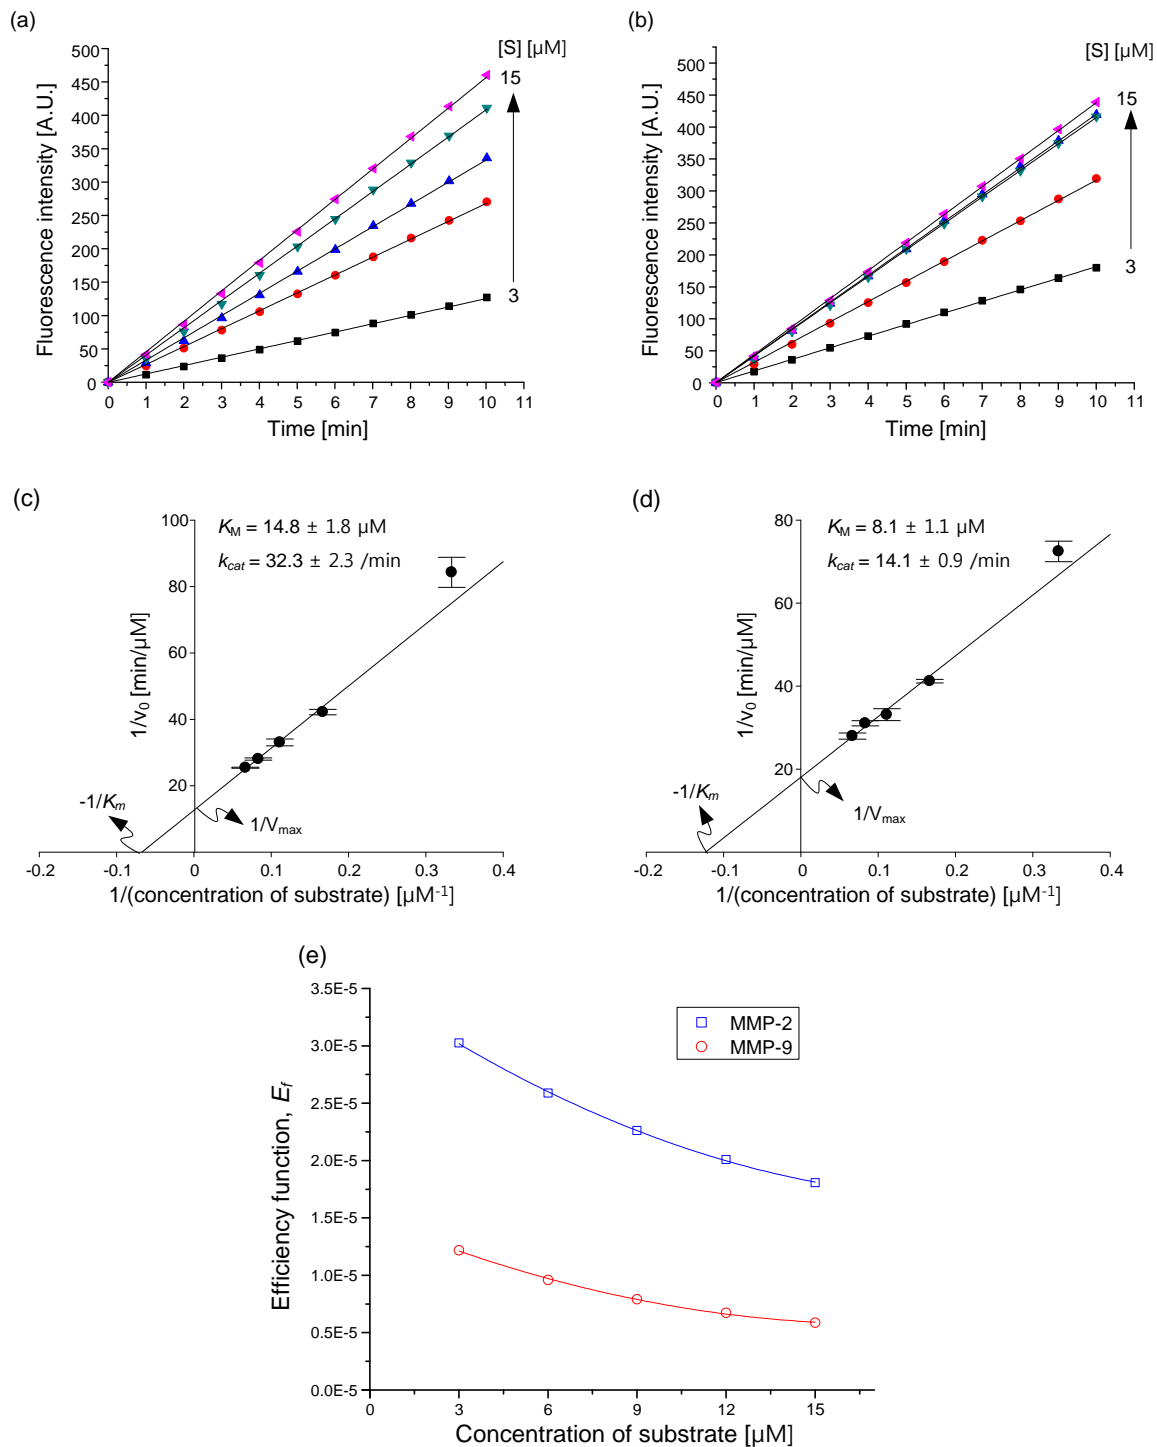 (a)
Fluorescence intensity [A.U.]
500
450
400
350
300
250
200
150
100
50
0
[S] [µM]
15
3
0 1 2 3 4 5 6 7 8 9 10 11
Time [min]
(b)
Fluorescence intensity [A.U.]
500
450
400
350
300
250
200
150
100
50
0
[S] [µM]
15
3
0 1 2 3 4 5 6 7 8 9 10 11
Time [min]
(c)
K_M = 14.8 ± 1.8 µM
k_cat = 32.3 ± 2.3 /min
1/v₀ [min/µM]
100
80
60
40
20
-1/K_m
1/V_max
-0.2 -0.1 0 0.1 0.2 0.3 0.4
1/(concentration of substrate) [µM⁻¹]
(d)
K_M = 8.1 ± 1.1 µM
k_cat = 14.1 ± 0.9 /min
1/v₀ [min/µM]
80
60
40
20
-1/K_m
1/V_max
-0.2 -0.1 0 0.1 0.2 0.3 0.4
1/(concentration of substrate) [µM⁻¹]
(e)
Efficiency function, E_f
3.5E-5
3.0E-5
2.5E-5
2.0E-5
1.5E-5
1.0E-5
0.5E-5
0.0E-5
MMP-2
MMP-9
0 3 6 9 12 15
Concentration of substrate [µM]